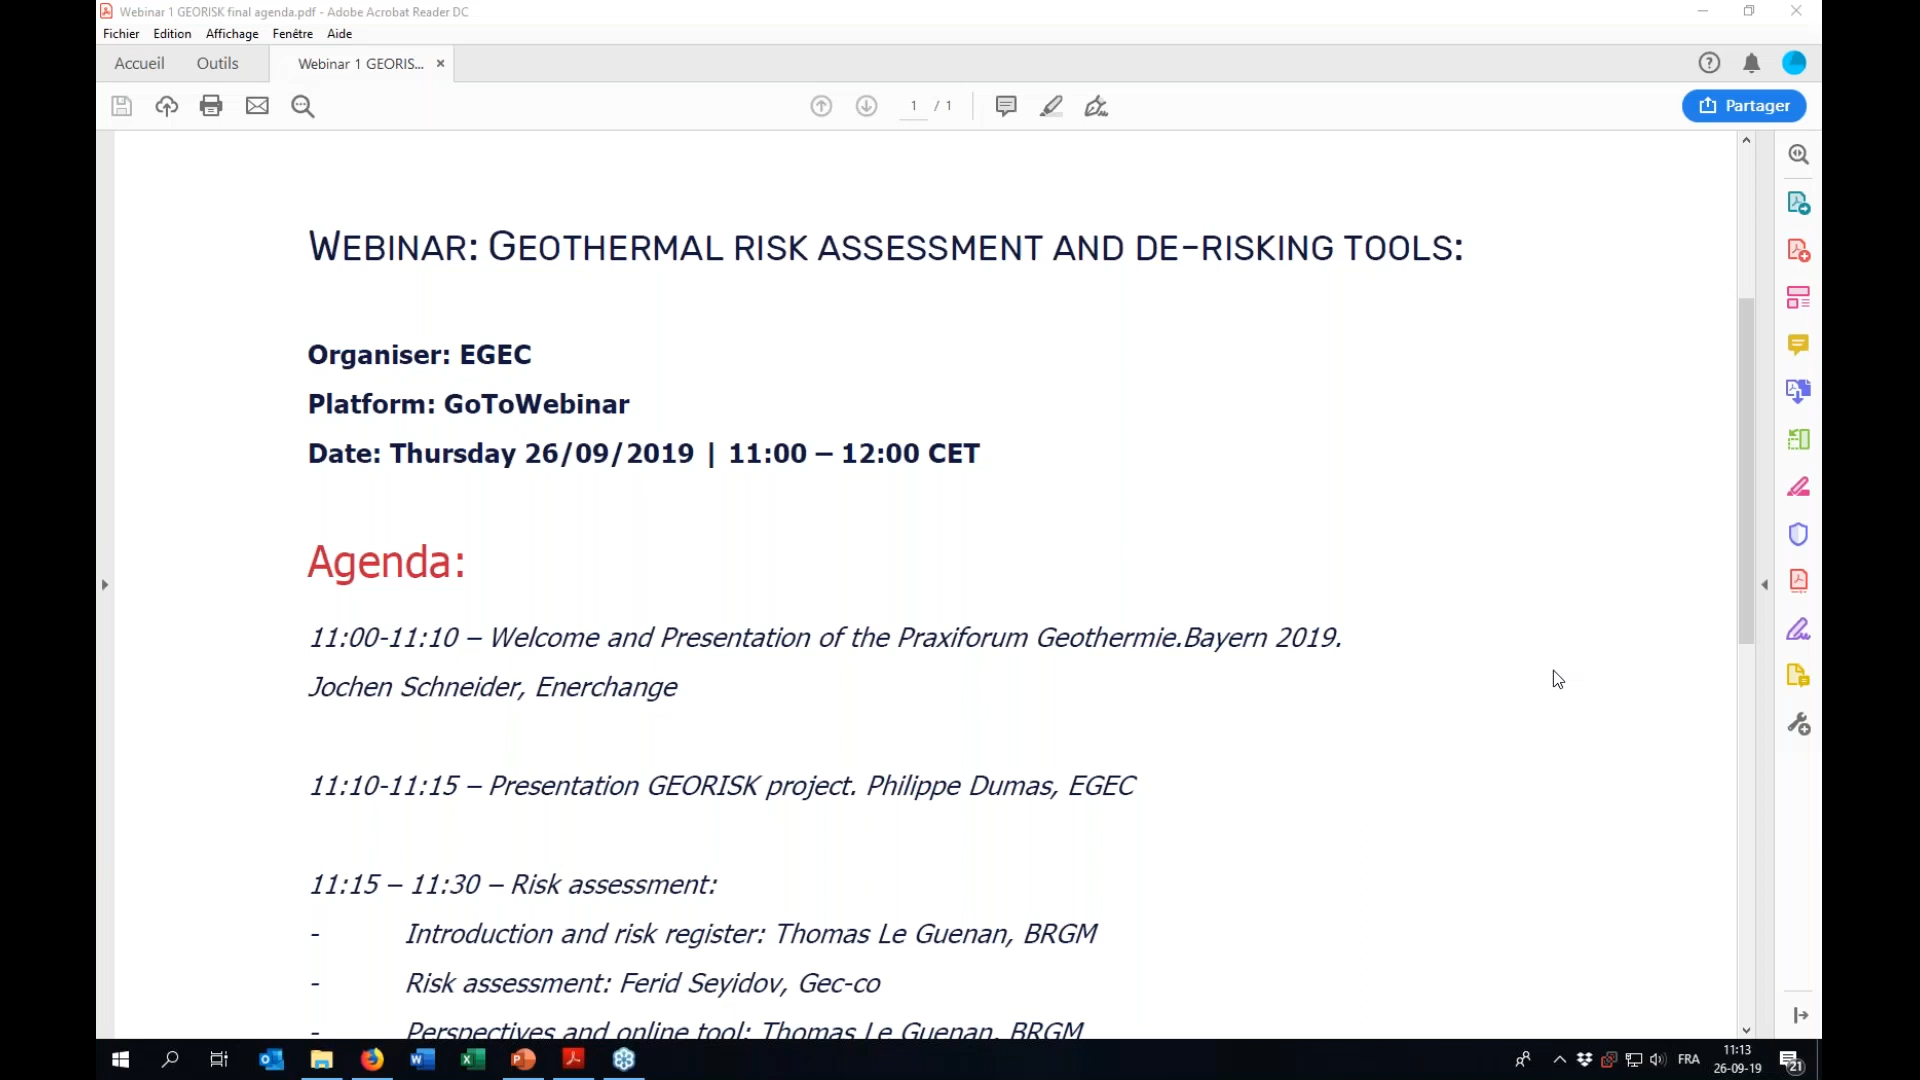 Webinar 1 GEORISK final agenda.pdf - Adobe Acrobat Reader DC
Fichier Edition Affichage Fenêtre Aide
Accueil Outils Webinar 1 GEORIS... ×
1 / 1 Partager
WEBINAR: GEOTHERMAL RISK ASSESSMENT AND DE-RISKING TOOLS:
Organiser: EGEC
Platform: GoToWebinar
Date: Thursday 26/09/2019 | 11:00 – 12:00 CET
Agenda:
11:00-11:10 – Welcome and Presentation of the Praxiforum Geothermie.Bayern 2019.
Jochen Schneider, Enerchange
11:10-11:15 – Presentation GEORISK project. Philippe Dumas, EGEC
11:15 – 11:30 – Risk assessment:
- Introduction and risk register: Thomas Le Guenan, BRGM
- Risk assessment: Ferid Seyidov, Gec-co
- Perspectives and online tool: Thomas Le Guenan, BRGM
FRA
11:13
26-09-19
21